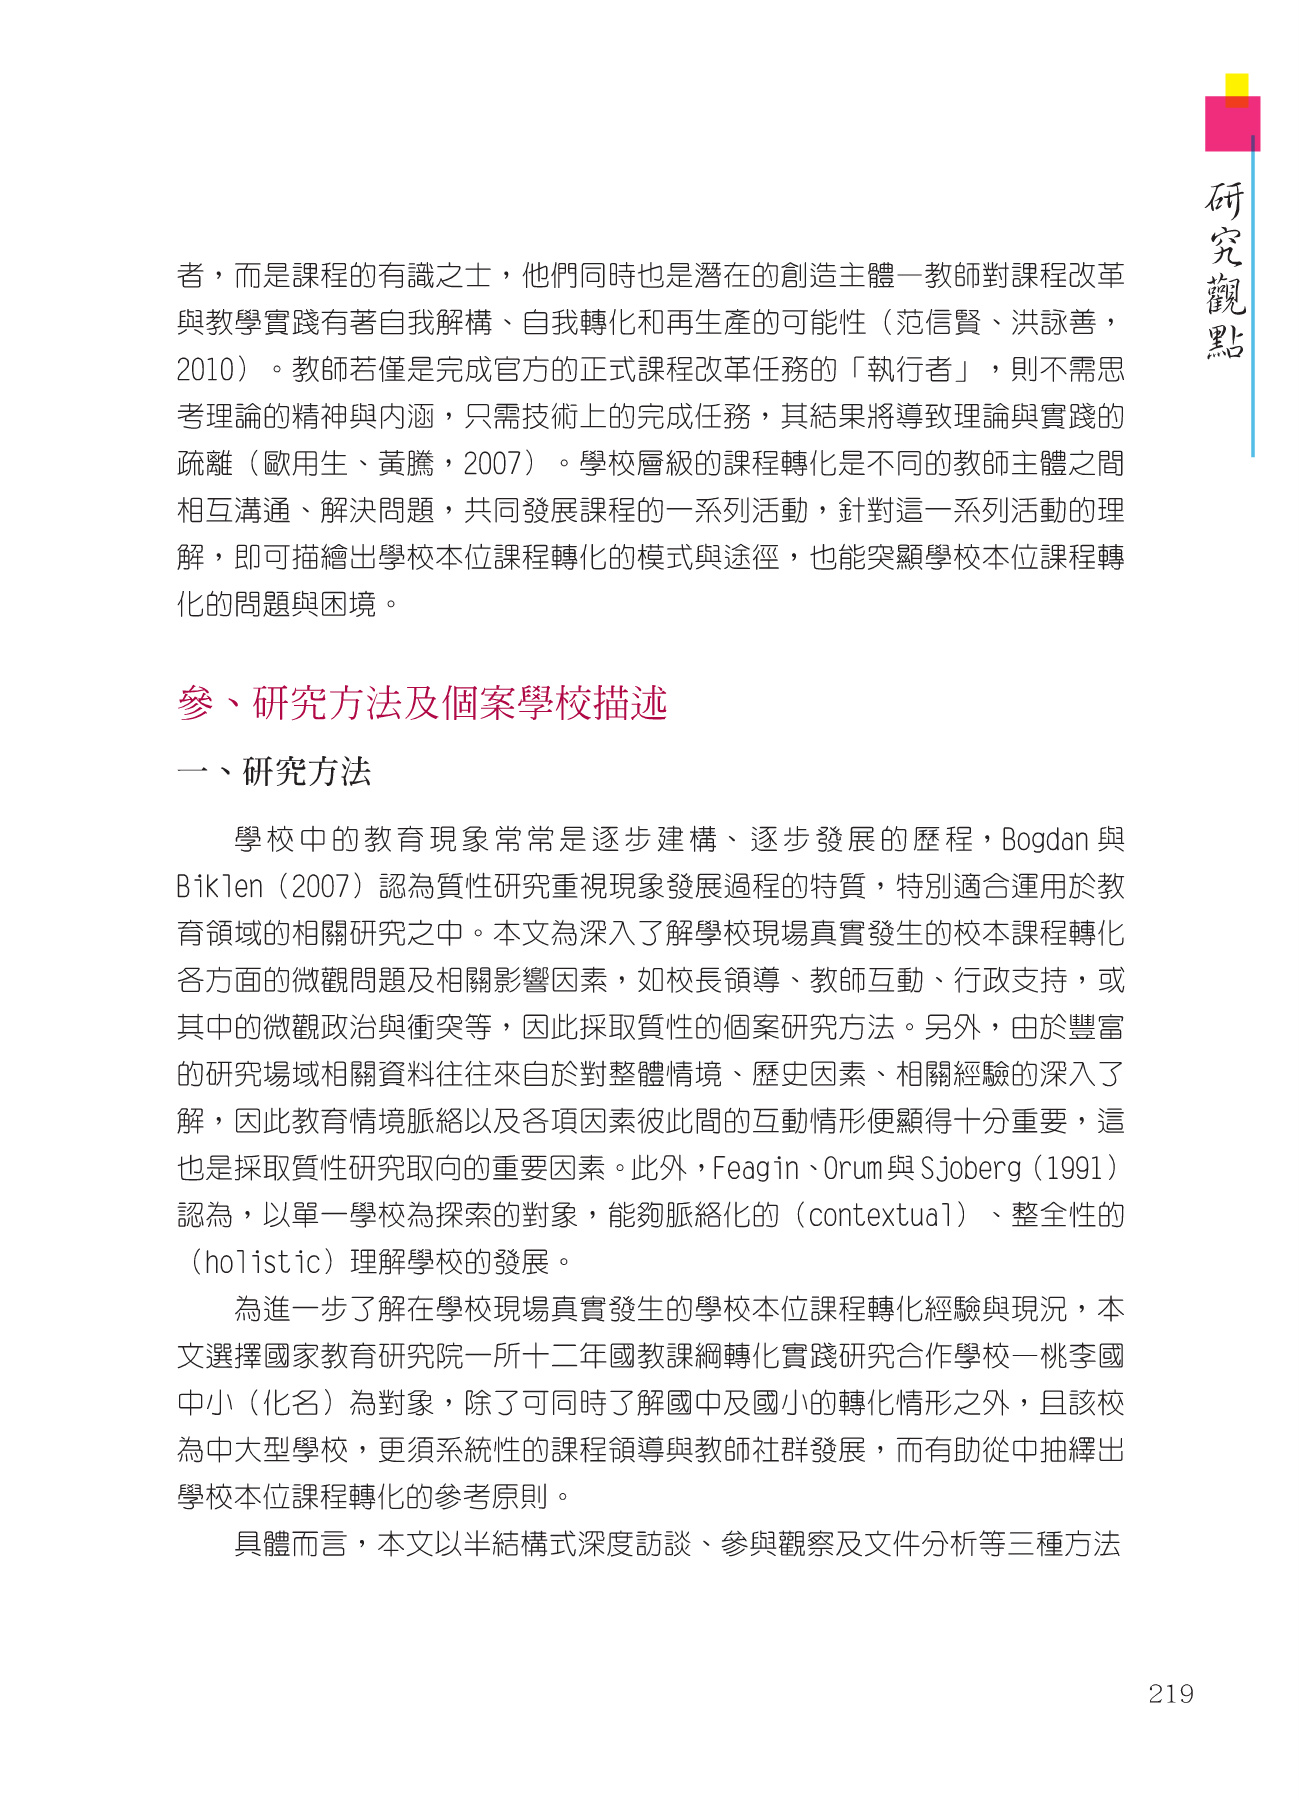 研究觀點
者，而是課程的有識之士，他們同時也是潛在的創造主體—教師對課程改革
與教學實踐有著自我解構、自我轉化和再生產的可能性（范信賢、洪詠善，
2010）。教師若僅是完成官方的正式課程改革任務的「執行者」，則不需思
考理論的精神與內涵，只需技術上的完成任務，其結果將導致理論與實踐的
疏離（歐用生、黃騰，2007）。學校層級的課程轉化是不同的教師主體之間
相互溝通、解決問題，共同發展課程的一系列活動，針對這一系列活動的理
解，即可描繪出學校本位課程轉化的模式與途徑，也能突顯學校本位課程轉
化的問題與困境。
參、研究方法及個案學校描述
一、研究方法
學校中的教育現象常常是逐步建構、逐步發展的歷程，Bogdan 與
Biklen（2007）認為質性研究重視現象發展過程的特質，特別適合運用於教
育領域的相關研究之中。本文為深入了解學校現場真實發生的校本課程轉化
各方面的微觀問題及相關影響因素，如校長領導、教師互動、行政支持，或
其中的微觀政治與衝突等，因此採取質性的個案研究方法。另外，由於豐富
的研究場域相關資料往往來自於對整體情境、歷史因素、相關經驗的深入了
解，因此教育情境脈絡以及各項因素彼此間的互動情形便顯得十分重要，這
也是採取質性研究取向的重要因素。此外，Feagin、Orum 與 Sjoberg（1991）
認為，以單一學校為探索的對象，能夠脈絡化的（contextual）、整全性的
（holistic）理解學校的發展。
為進一步了解在學校現場真實發生的學校本位課程轉化經驗與現況，本
文選擇國家教育研究院一所十二年國教課綱轉化實踐研究合作學校—桃李國
中小（化名）為對象，除了可同時了解國中及國小的轉化情形之外，且該校
為中大型學校，更須系統性的課程領導與教師社群發展，而有助從中抽繹出
學校本位課程轉化的參考原則。
具體而言，本文以半結構式深度訪談、參與觀察及文件分析等三種方法
219